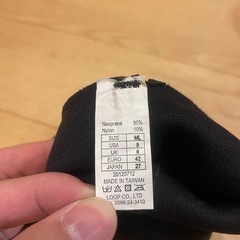 Neoprene 90%
Nylon 10%
SIZE ML
USA 9
UK 8
EURO 42
JAPAN 27
20120712
MADE IN TAIWAN
LOOP CO., LTD.
0586-24-3410